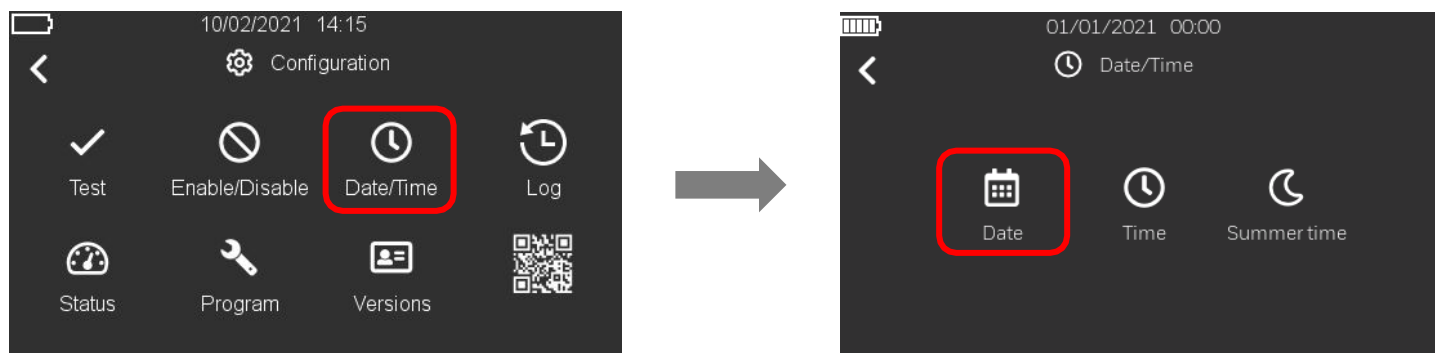 10/02/2021 14:15
Configuration
Test
Enable/Disable
Date/Time
Log
Status
Program
Versions
01/01/2021 00:00
Date/Time
Date
Time
Summer time